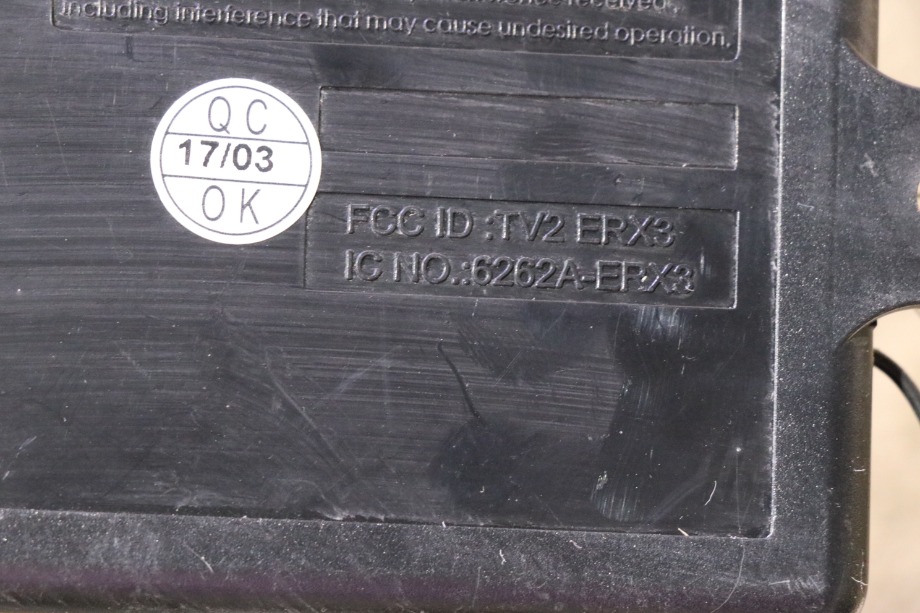 including interference that may cause undesired operation.
QC
17/03
OK
FCC ID :TV2 ERX3
IC NO.:6262A-ERX3